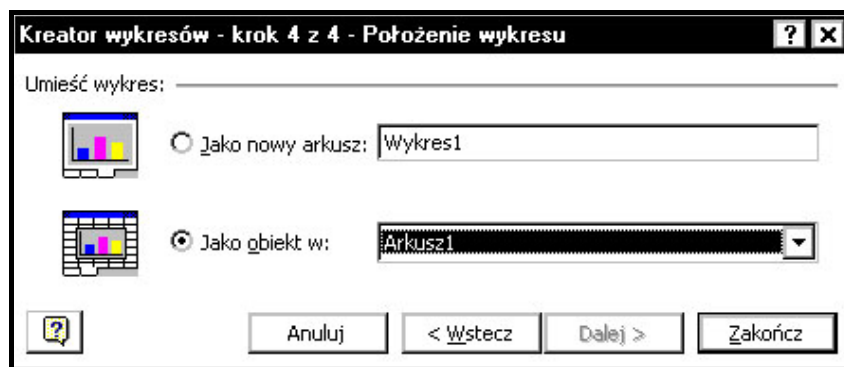 Kreator wykresów - krok 4 z 4 - Położenie wykresu
Umieść wykres:
Jako nowy arkusz: Wykres1
Jako obiekt w: Arkusz1
Anuluj < Wstecz Dalej > Zakończ